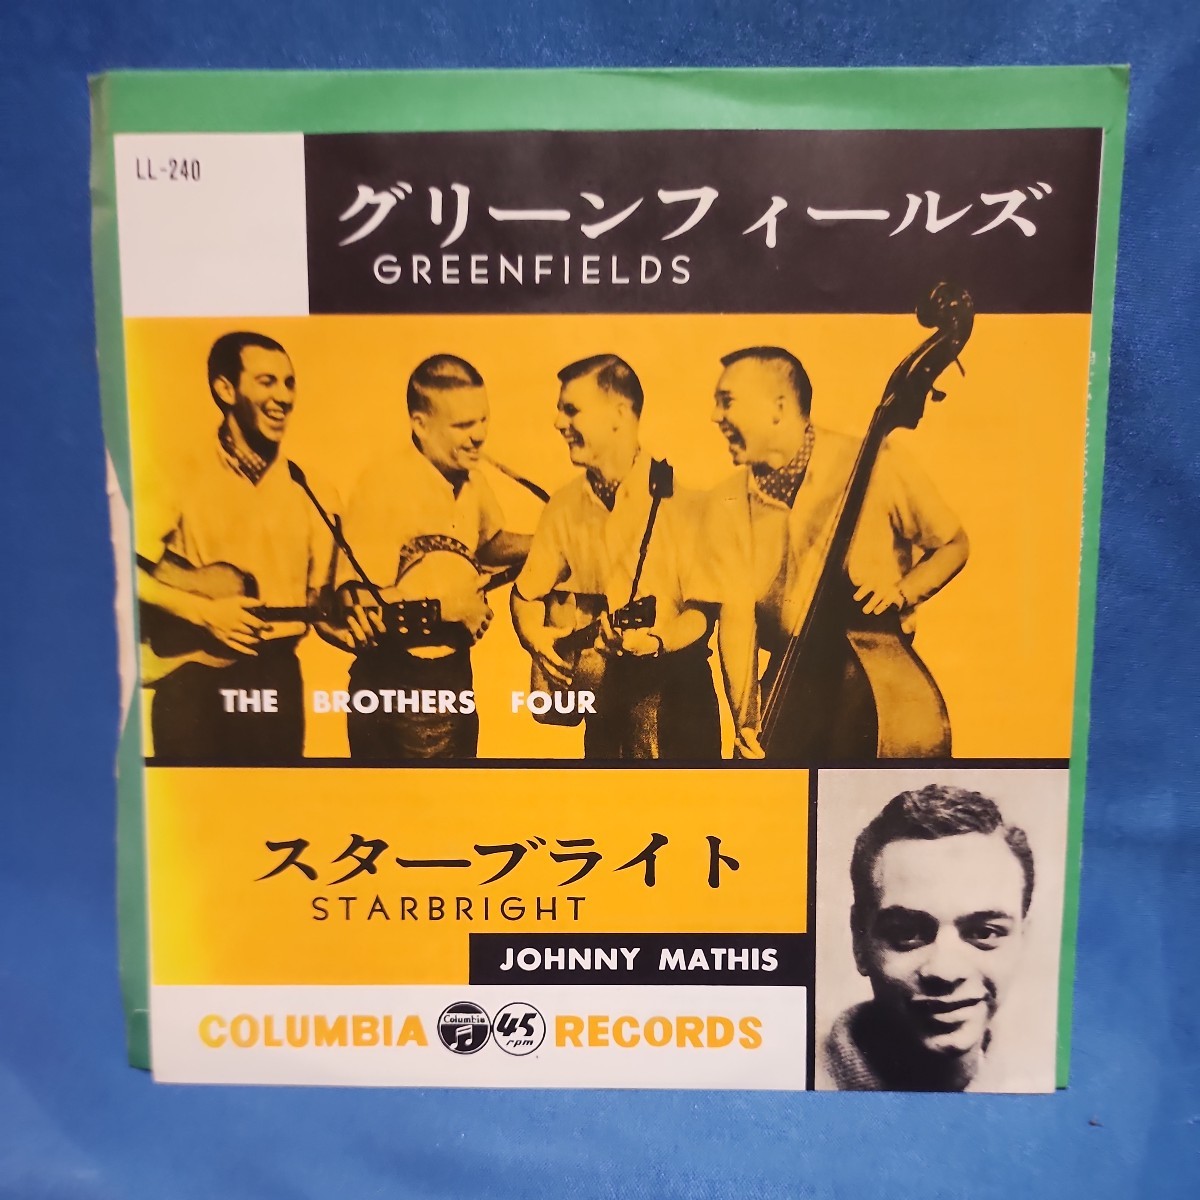 LL-240
グリーンフィールズ
GREENFIELDS
THE BROTHERS FOUR
スターブライト
STARBRIGHT
JOHNNY MATHIS
COLUMBIA Columbia 45 rpm RECORDS